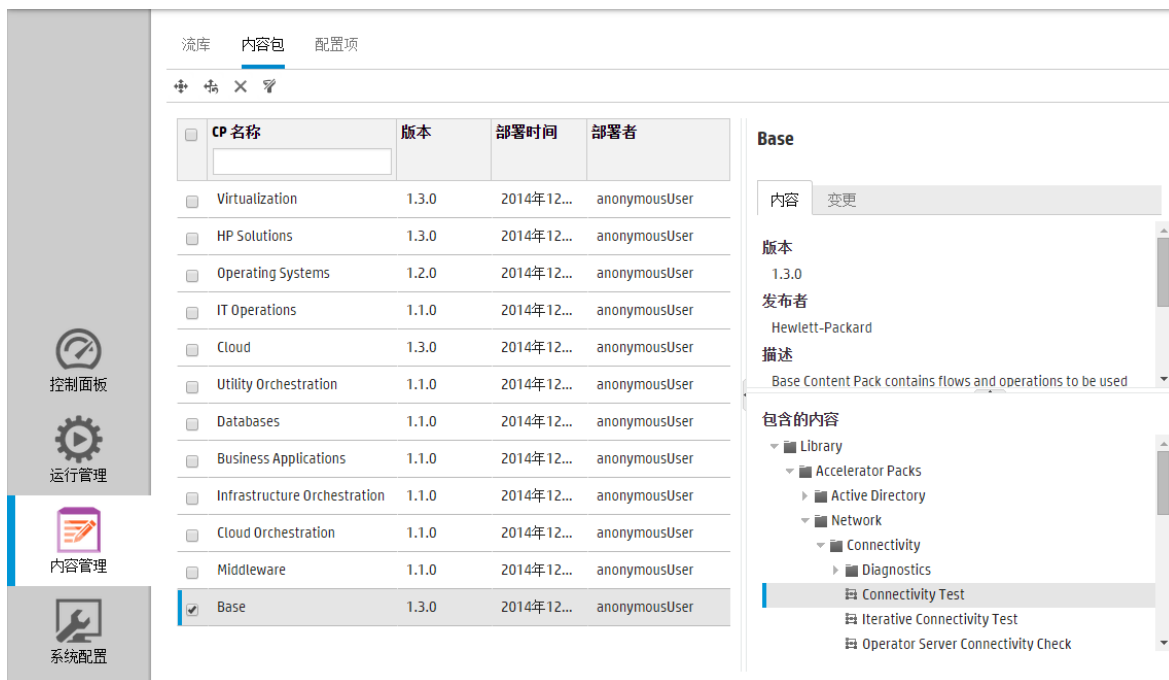 流库 内容包 配置项
CP 名称 版本 部署时间 部署者
Virtualization 1.3.0 2014年12... anonymousUser
HP Solutions 1.3.0 2014年12... anonymousUser
Operating Systems 1.2.0 2014年12... anonymousUser
IT Operations 1.1.0 2014年12... anonymousUser
Cloud 1.3.0 2014年12... anonymousUser
Utility Orchestration 1.1.0 2014年12... anonymousUser
Databases 1.1.0 2014年12... anonymousUser
Business Applications 1.1.0 2014年12... anonymousUser
Infrastructure Orchestration 1.1.0 2014年12... anonymousUser
Cloud Orchestration 1.1.0 2014年12... anonymousUser
Middleware 1.1.0 2014年12... anonymousUser
Base 1.3.0 2014年12... anonymousUser
Base
内容 变更
版本
1.3.0
发布者
Hewlett-Packard
描述
Base Content Pack contains flows and operations to be used
包含的内容
Library
Accelerator Packs
Active Directory
Network
Connectivity
Diagnostics
Connectivity Test
Iterative Connectivity Test
Operator Server Connectivity Check
控制面板
运行管理
内容管理
系统配置